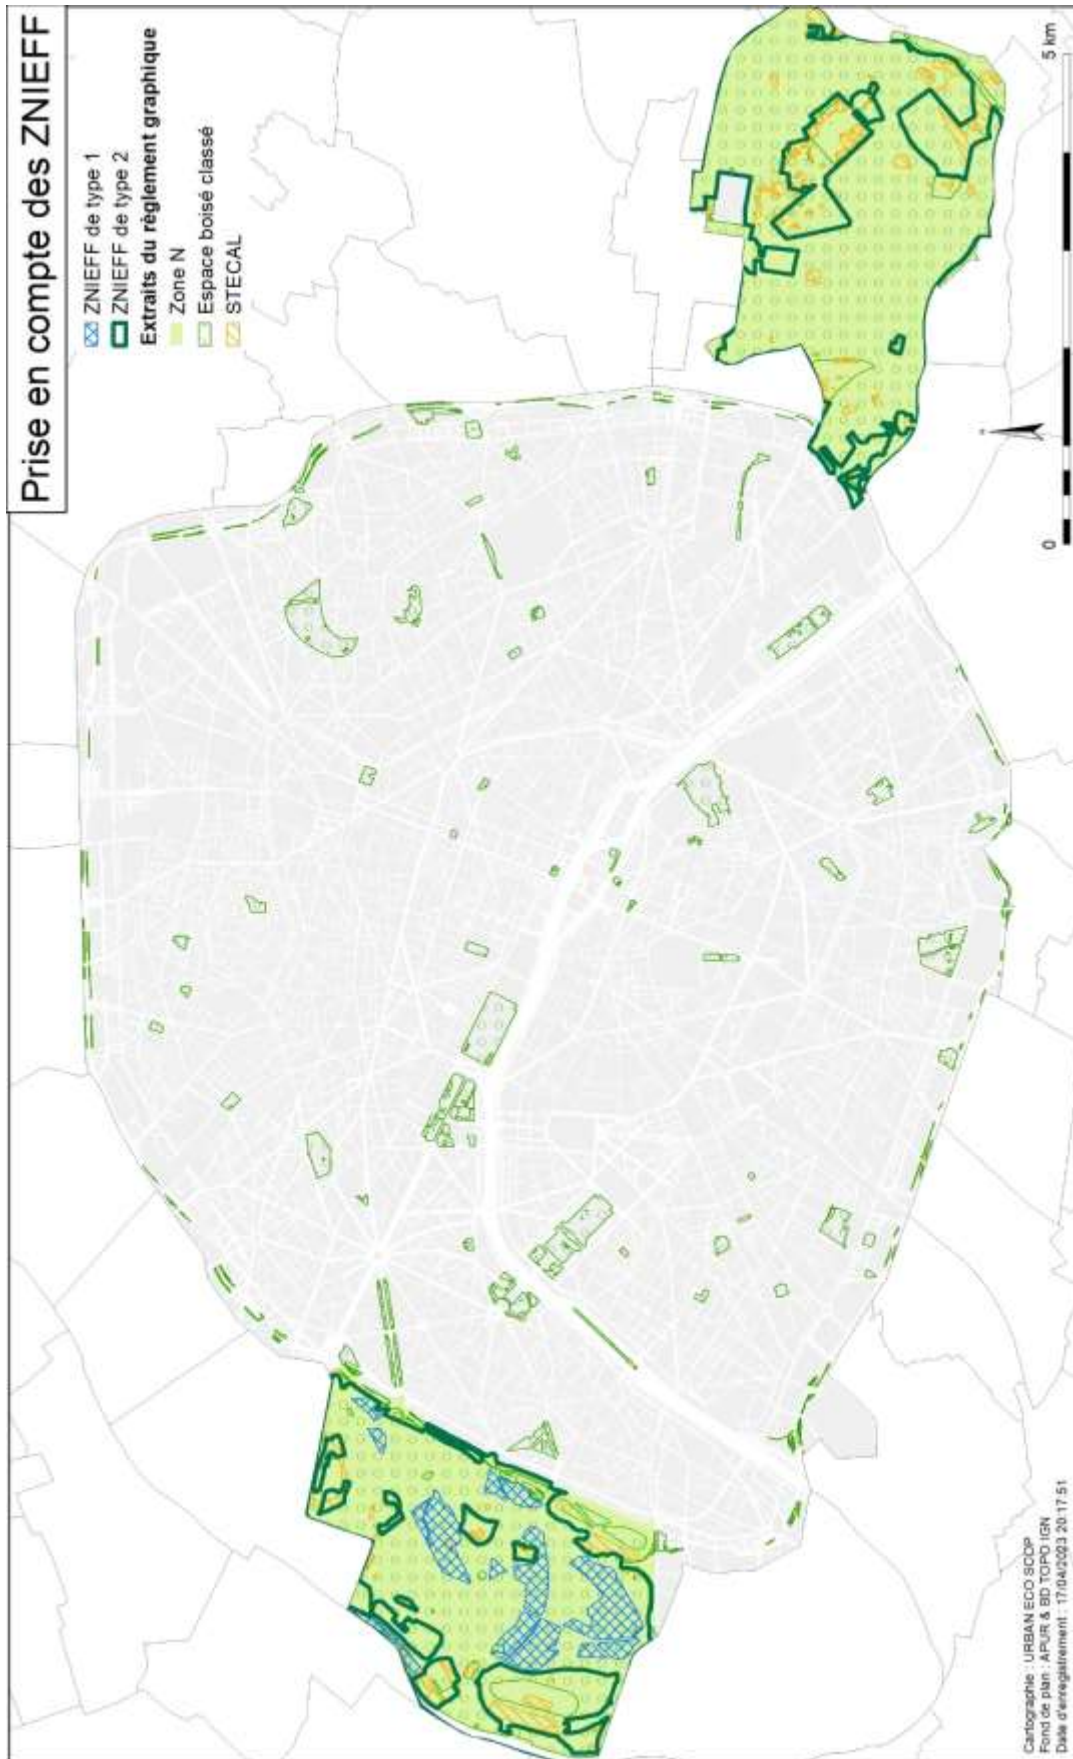 Prise en compte des ZNIEFF
ZNIEFF de type 1
ZNIEFF de type 2
Extraits du règlement graphique
Zone N
Espace boisé classé
STECAL
0
5 km
Cartographie : URBAN ECO SCOP
Fond de plan : APUR & BD TOPO IGN
Date d'enregistrement : 17/04/2023 20:17:51